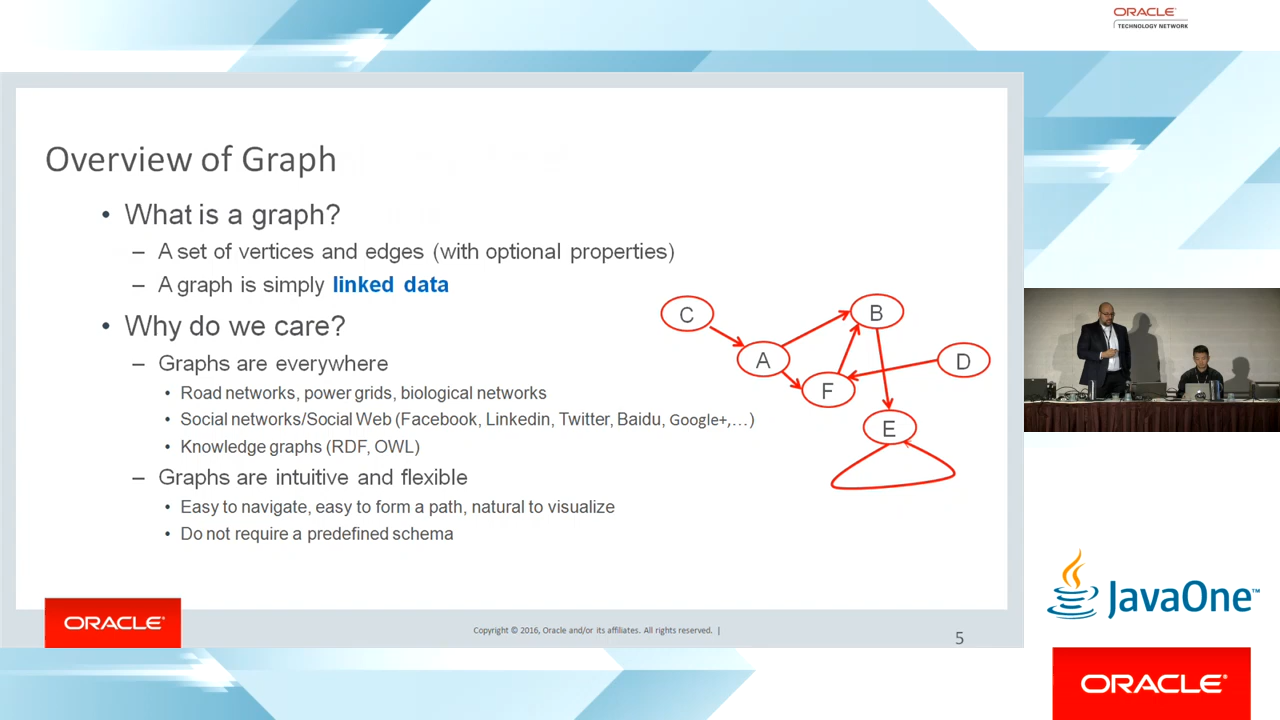 ORACLE
TECHNOLOGY NETWORK
Overview of Graph
• What is a graph?
– A set of vertices and edges (with optional properties)
– A graph is simply linked data
• Why do we care?
– Graphs are everywhere
• Road networks, power grids, biological networks
• Social networks/Social Web (Facebook, Linkedin, Twitter, Baidu, Google+,…)
• Knowledge graphs (RDF, OWL)
– Graphs are intuitive and flexible
• Easy to navigate, easy to form a path, natural to visualize
• Do not require a predefined schema
C
B
A
D
F
E
ORACLE
Copyright © 2016, Oracle and/or its affiliates. All rights reserved. |
5
JavaOne™
ORACLE